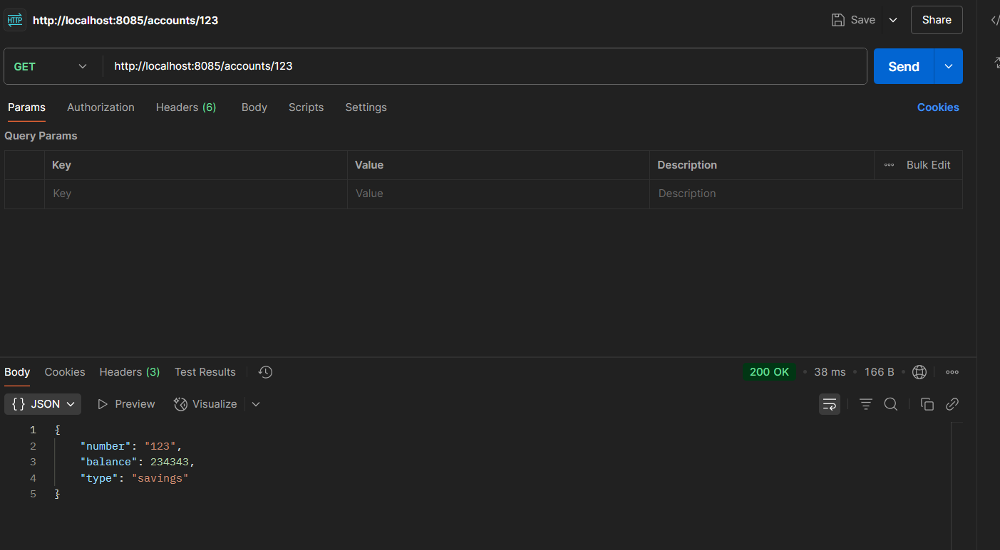 HTTP http://localhost:8085/accounts/123 Save Share
GET http://localhost:8085/accounts/123 Send
Params Authorization Headers (6) Body Scripts Settings Cookies
Query Params
Key Value Description Bulk Edit
Key Value Description
Body Cookies Headers (3) Test Results 200 OK • 38 ms • 166 B •
{} JSON Preview Visualize
1 {
2 "number": "123",
3 "balance": 234343,
4 "type": "savings"
5 }